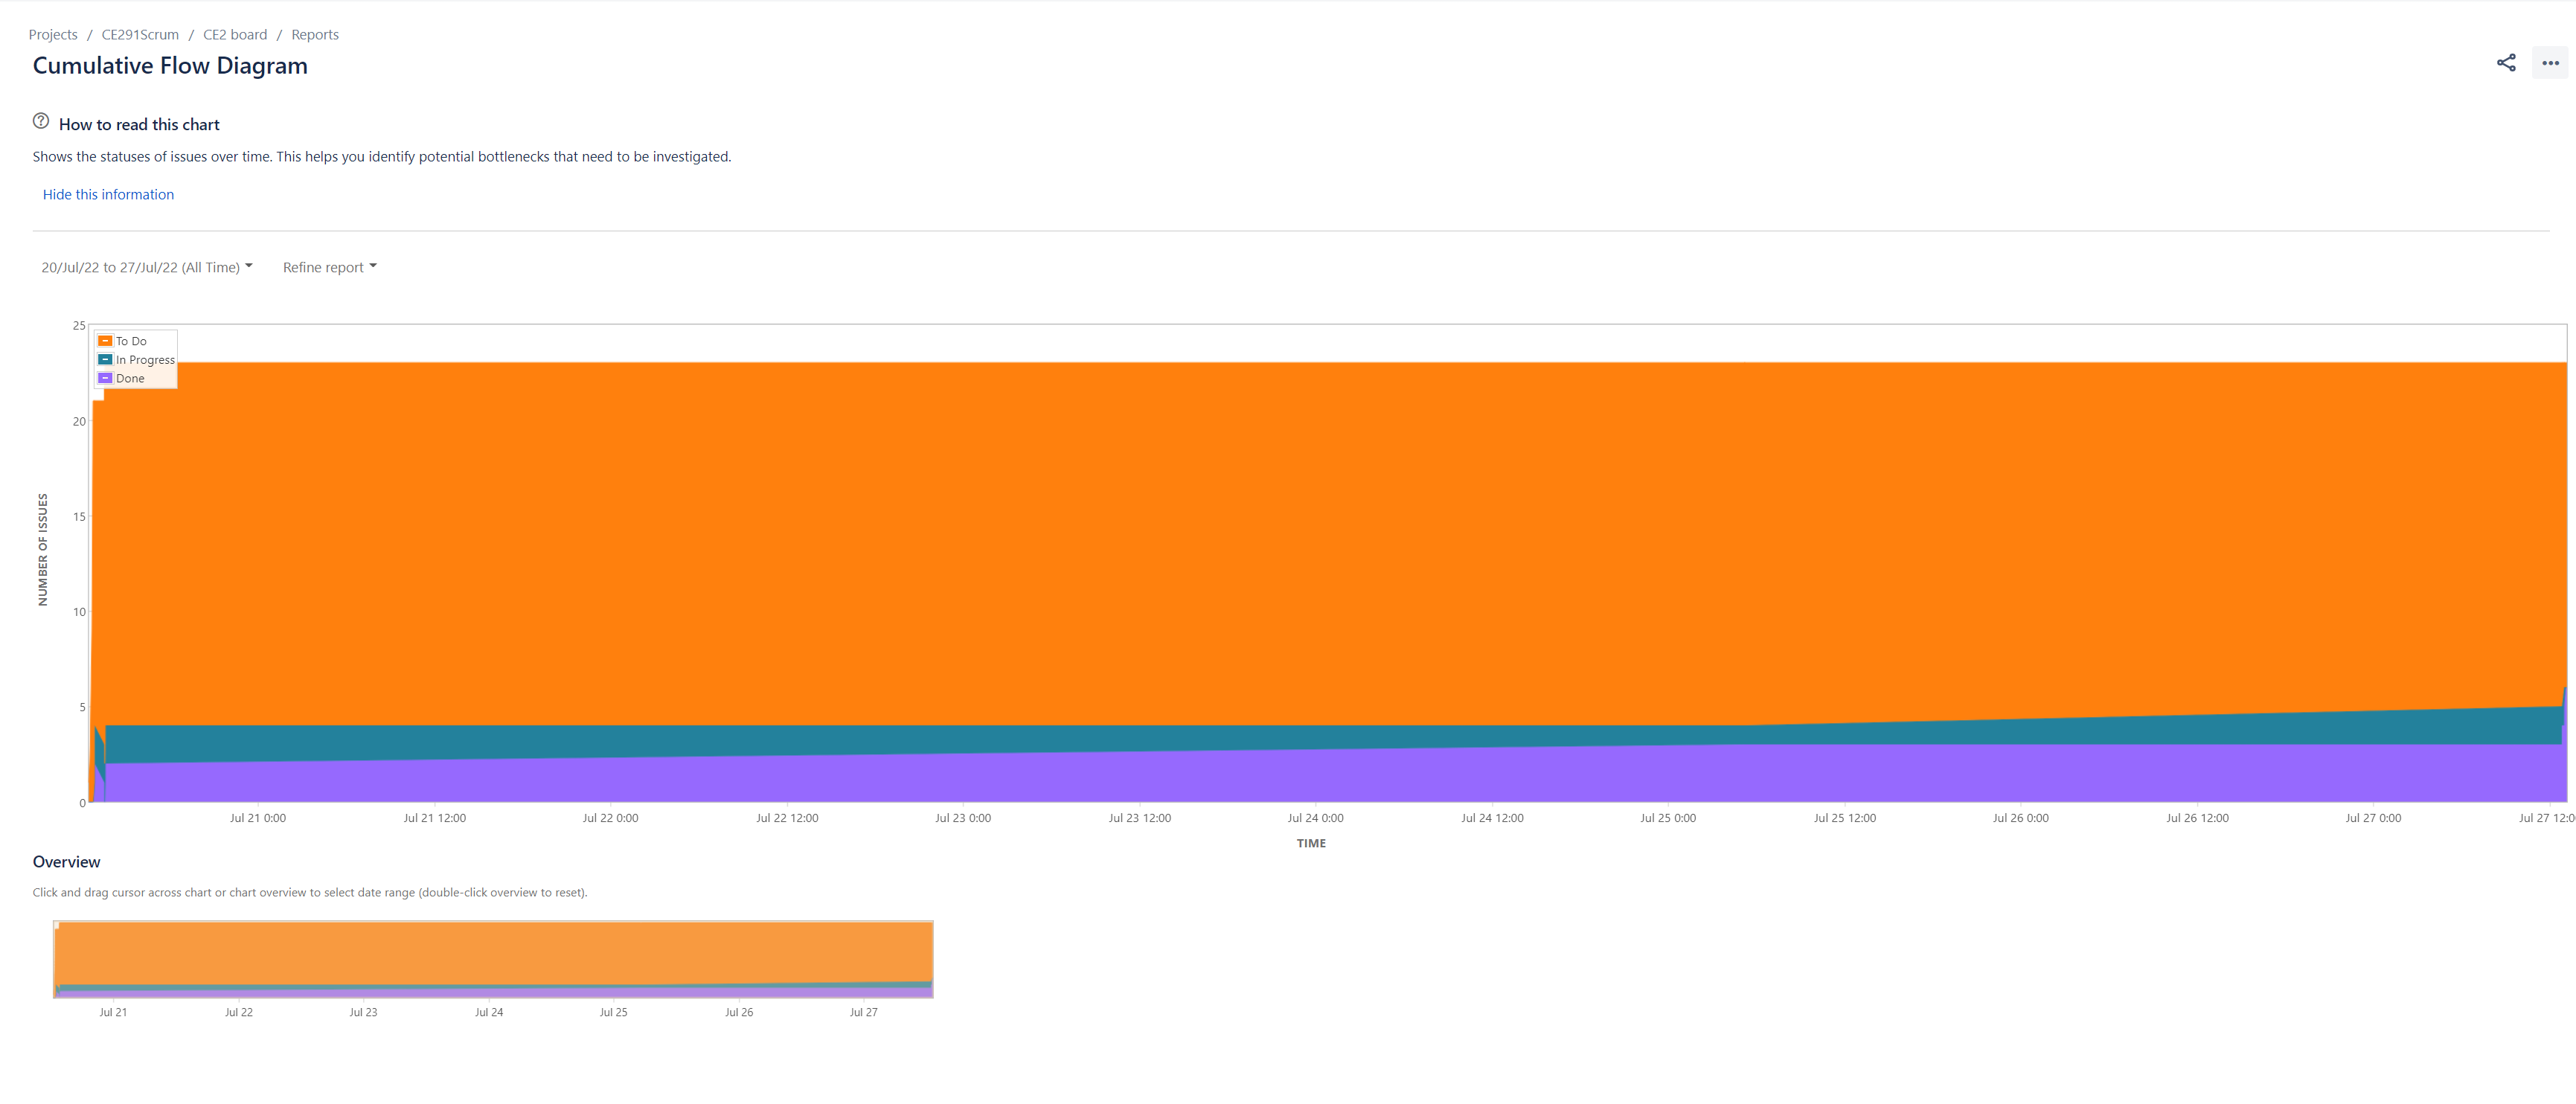 Projects / CE291Scrum / CE2 board / Reports
Cumulative Flow Diagram
How to read this chart
Shows the statuses of issues over time. This helps you identify potential bottlenecks that need to be investigated.
Hide this information
20/Jul/22 to 27/Jul/22 (All Time) Refine report
25
To Do
In Progress
Done
20
15
10
5
0
NUMBER OF ISSUES
Jul 21 0:00 Jul 21 12:00 Jul 22 0:00 Jul 22 12:00 Jul 23 0:00 Jul 23 12:00 Jul 24 0:00 Jul 24 12:00 Jul 25 0:00 Jul 25 12:00 Jul 26 0:00 Jul 26 12:00 Jul 27 0:00 Jul 27 12:0
TIME
Overview
Click and drag cursor across chart or chart overview to select date range (double-click overview to reset).
Jul 21 Jul 22 Jul 23 Jul 24 Jul 25 Jul 26 Jul 27